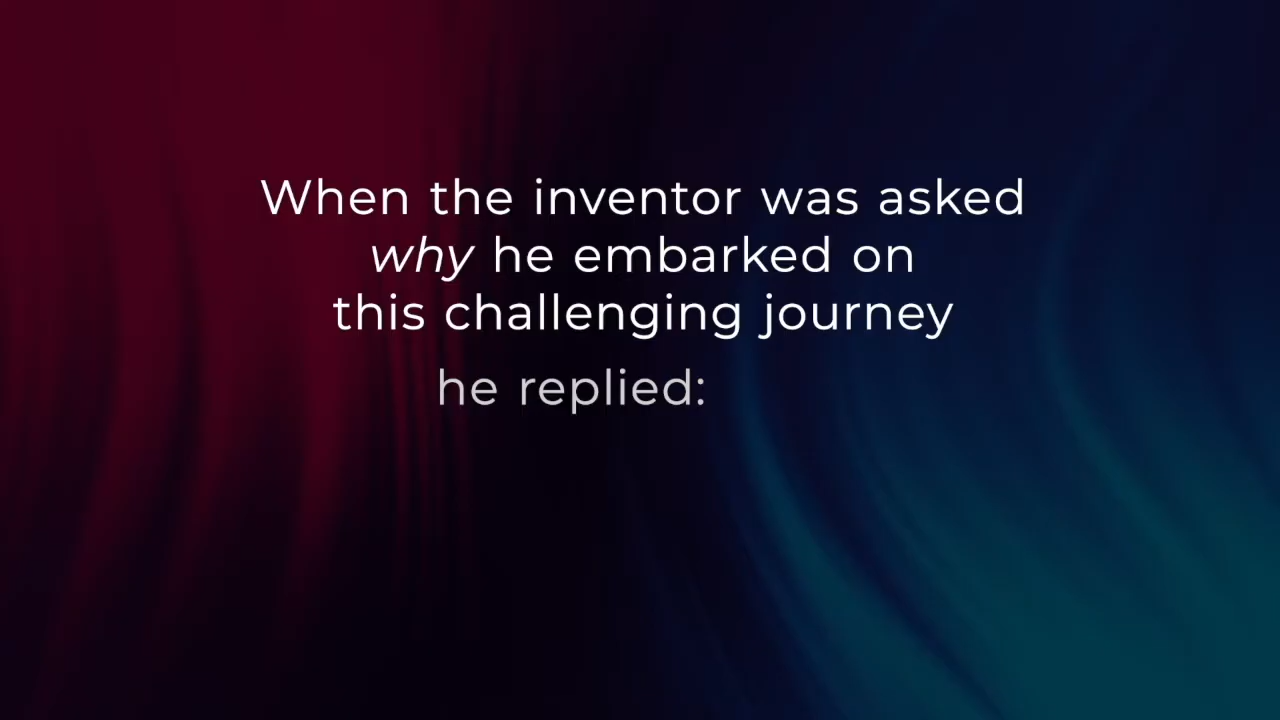 When the inventor was asked
why he embarked on
this challenging journey
he replied: